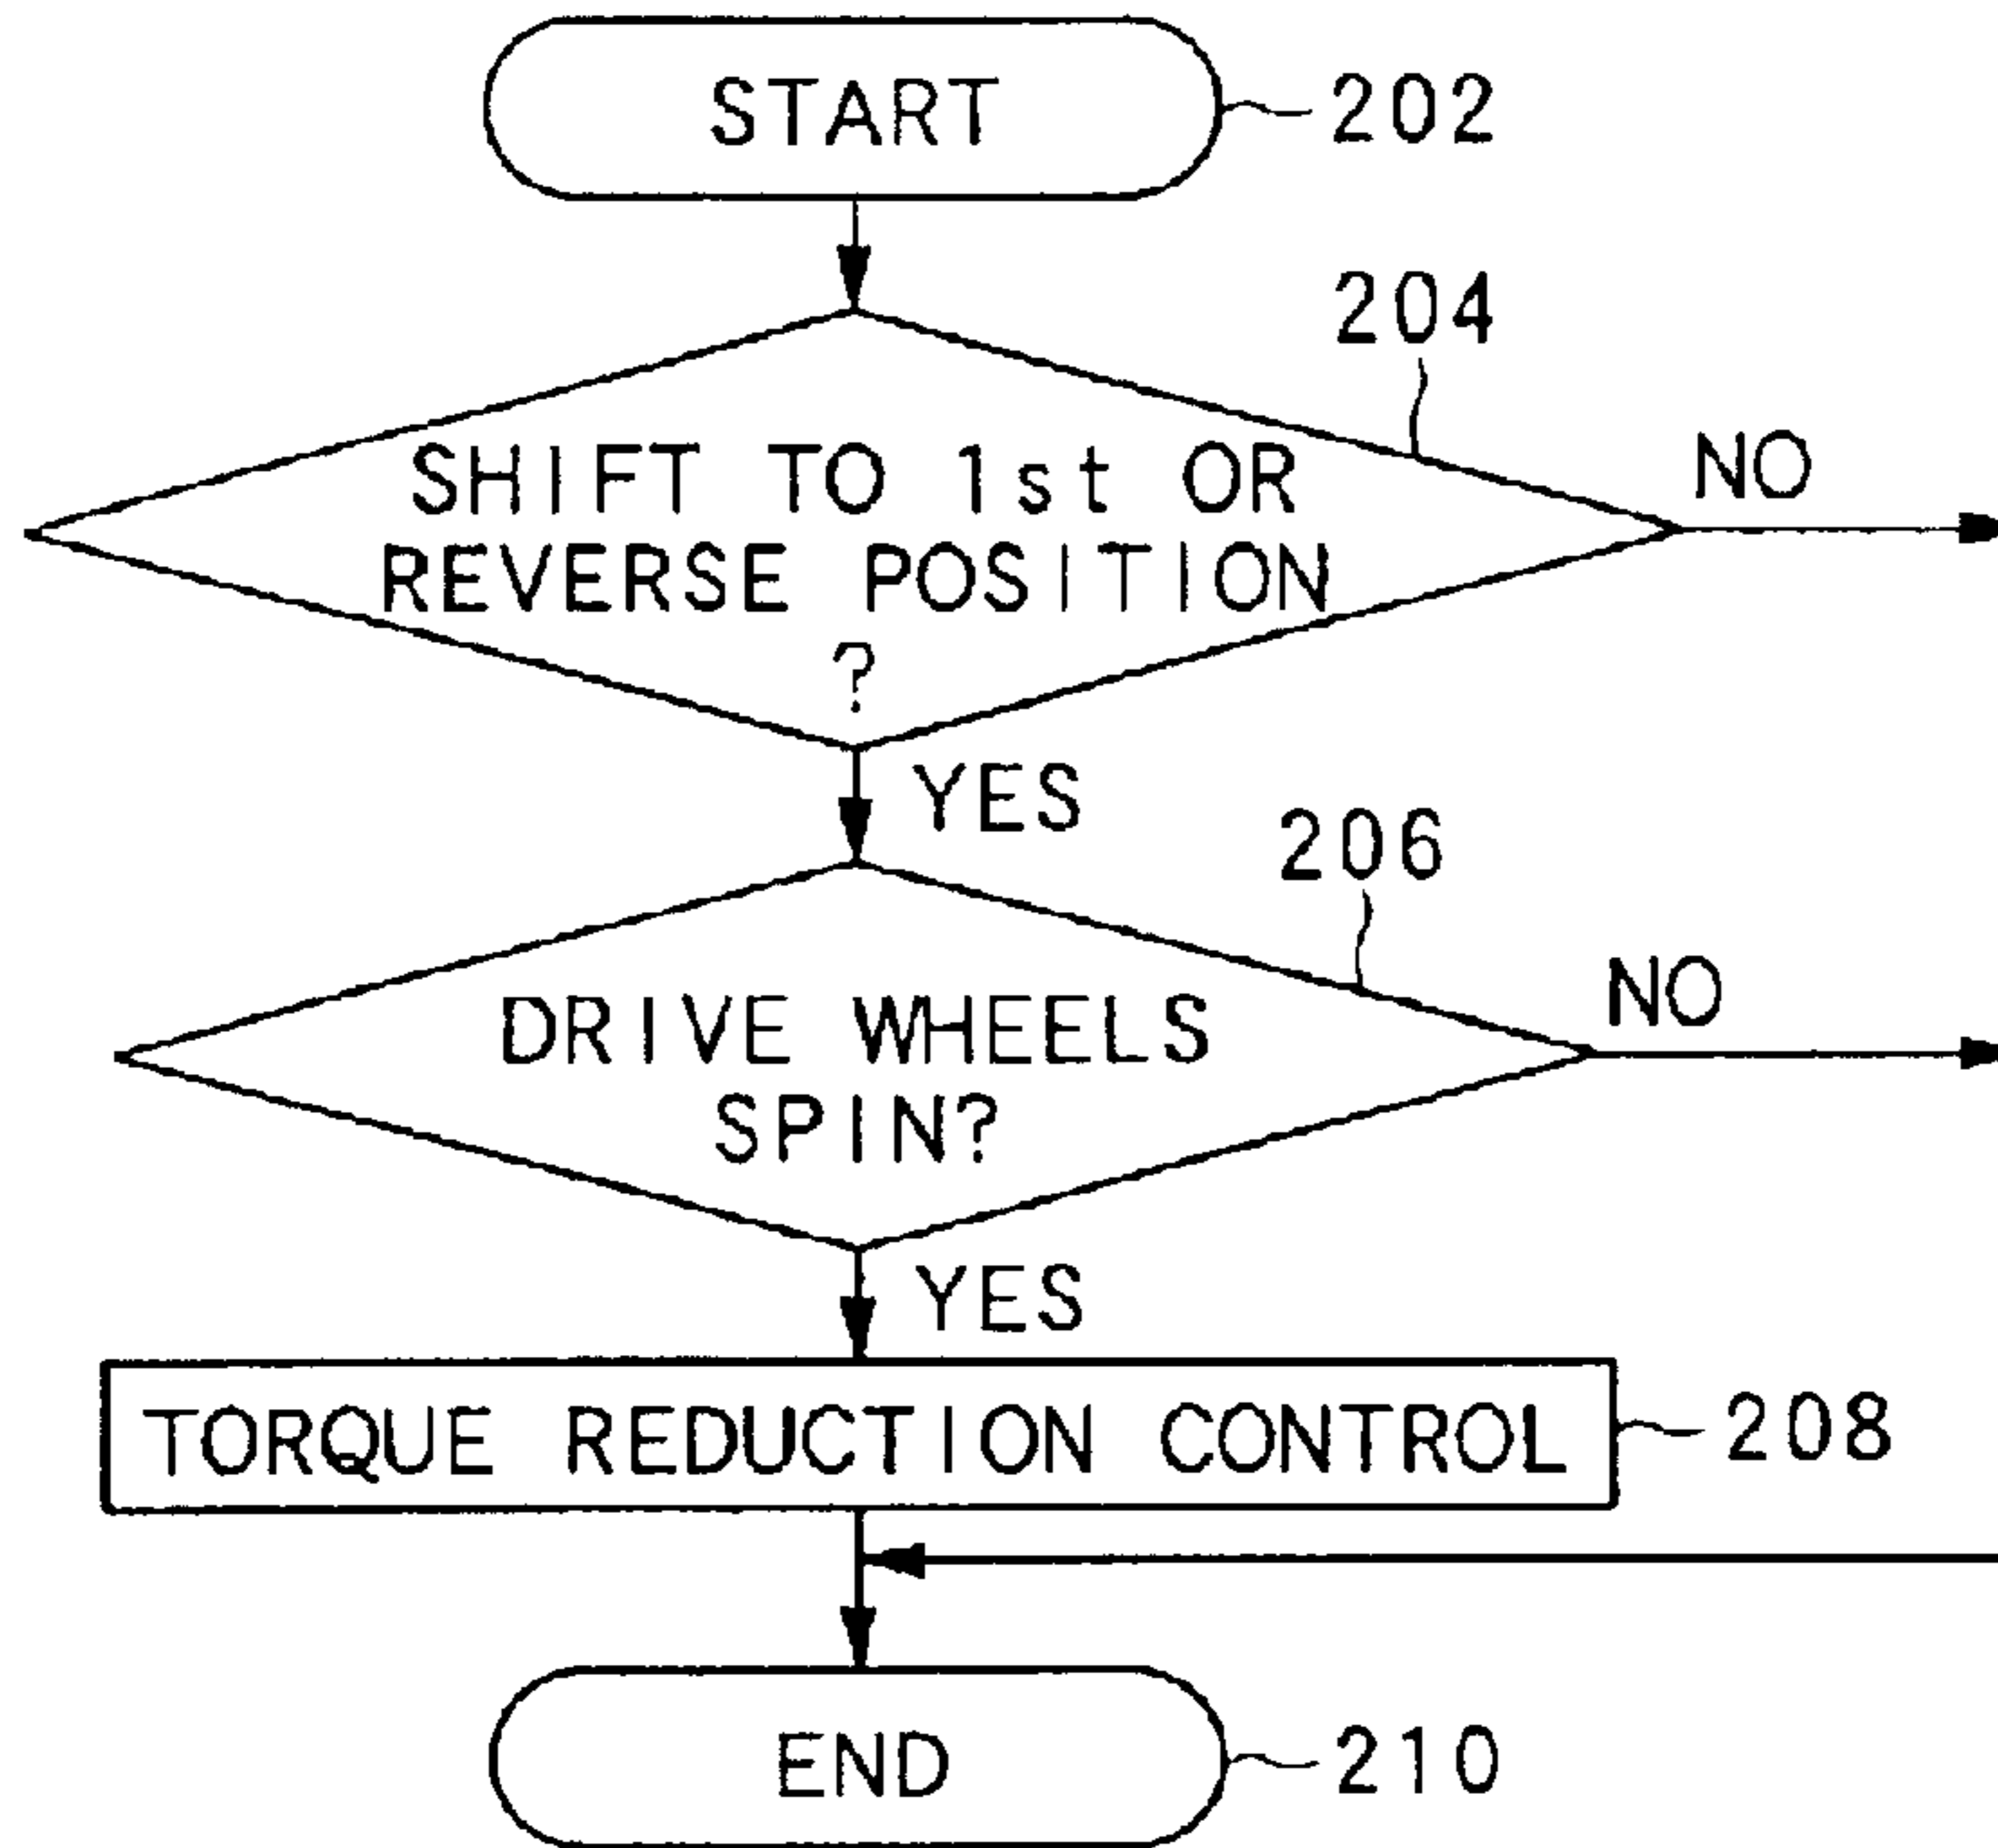 START
202
204
SHIFT TO 1st OR
REVERSE POSITION
?
NO
YES
206
DRIVE WHEELS
SPIN?
NO
YES
TORQUE REDUCTION CONTROL
208
END
210